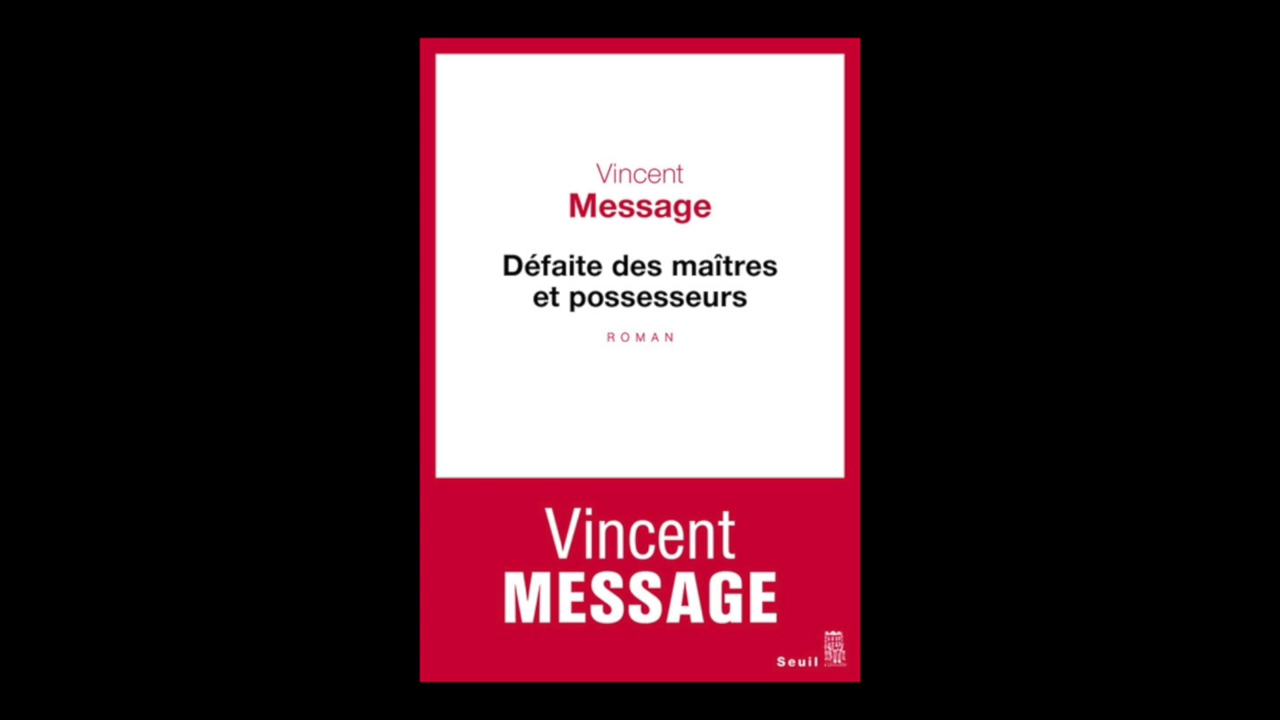 Vincent
Message
Défaite des maîtres
et possesseurs
ROMAN
Vincent
MESSAGE
Seuil